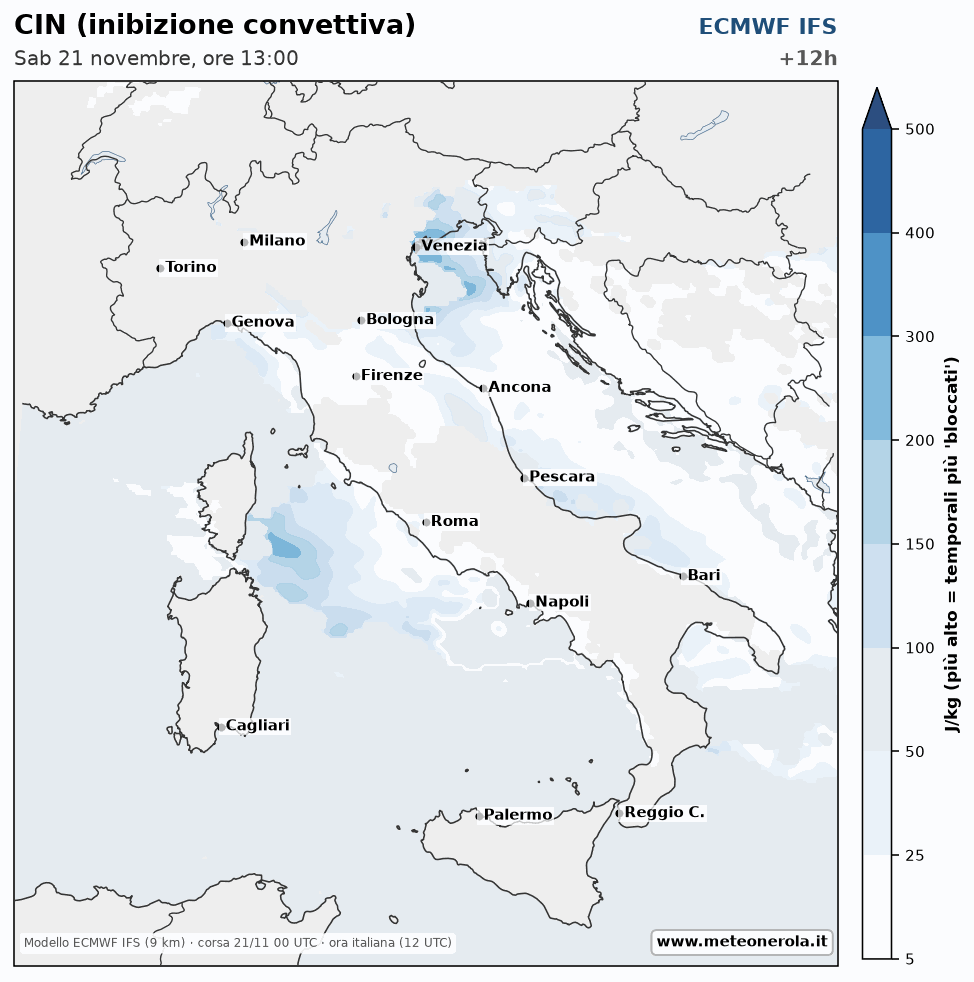 CIN (inibizione convettiva)
ECMWF IFS
Sab 21 novembre, ore 13:00
+12h
500
400
300
200
150
100
50
25
5
J/kg (più alto = temporali più 'bloccati')
Milano
Venezia
Torino
Genova
Bologna
Firenze
Ancona
Pescara
Roma
Bari
Napoli
Cagliari
Palermo
Reggio C.
Modello ECMWF IFS (9 km) · corsa 21/11 00 UTC · ora italiana (12 UTC)
www.meteonerola.it